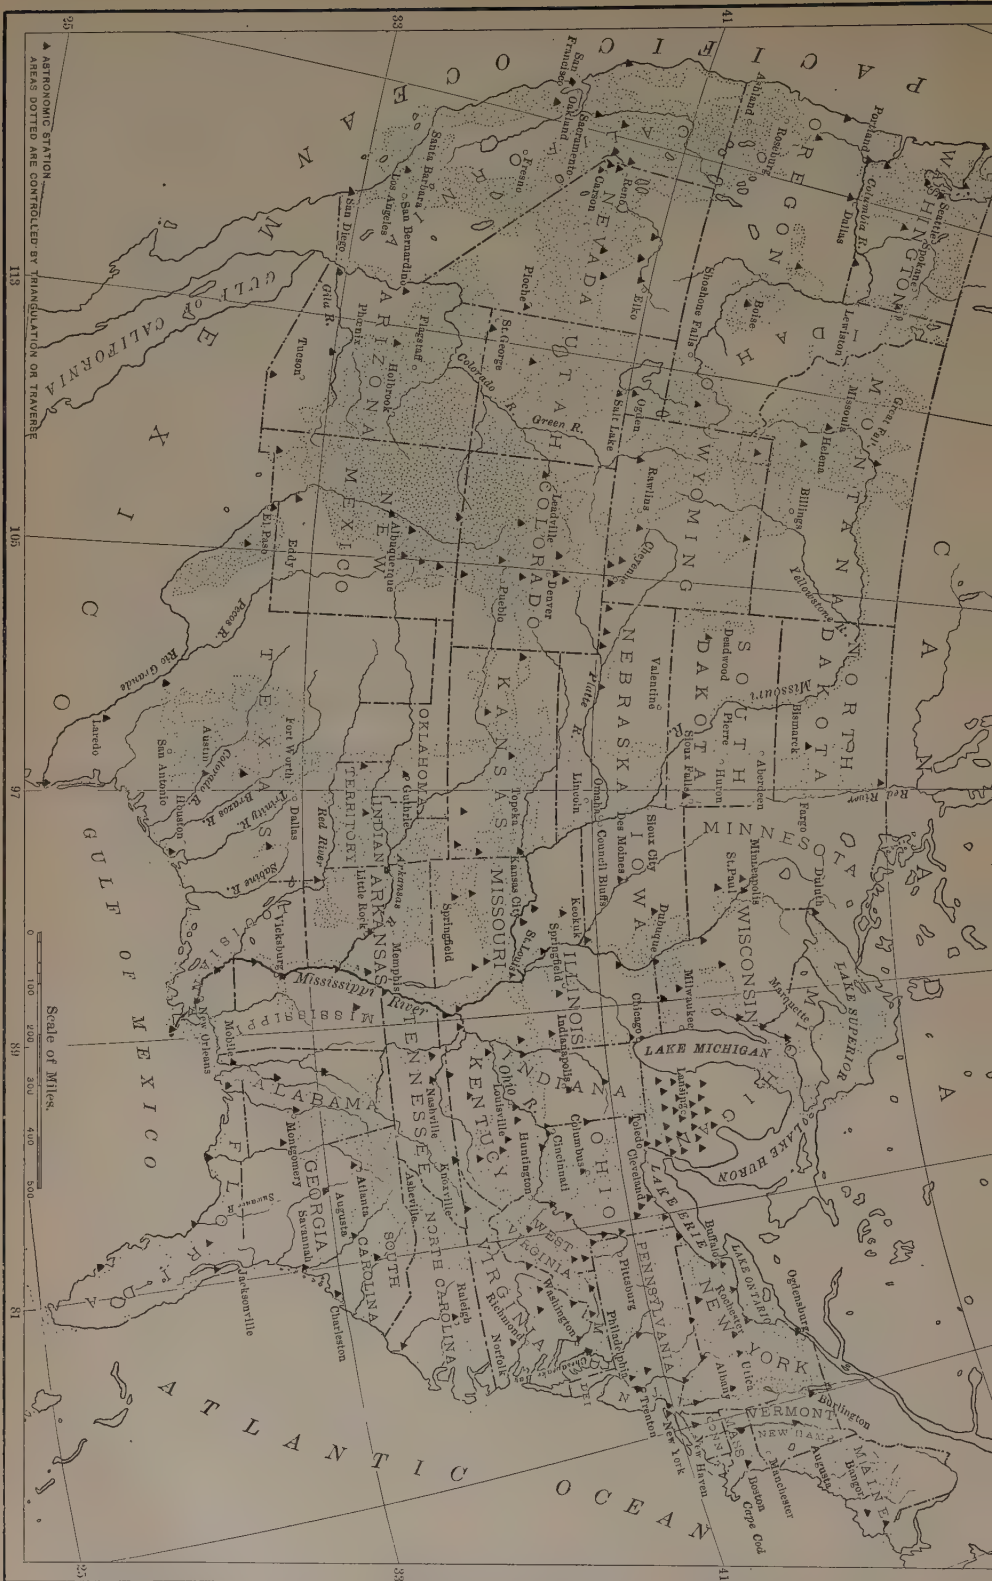 ▲ ASTRONOMIC STATION
AREAS DOTTED ARE CONTROLLED BY TRIANGULATION OR TRAVERSE
PACIFIC OCEAN
CANADA
MEXICO
GULF OF CALIFORNIA
GULF OF MEXICO
ATLANTIC OCEAN
25
33
41
113
105
97
89
81
25
33
41
WASHINGTON
Seattle
Spokane
Portland
Columbia R.
Dallas
OREGON
Roseburg
Ashland
IDAHO
Lewiston
Boise
Shoshone Falls
MONTANA
Missoula
Great Falls
Helena
Billings
Yellowstone R.
WYOMING
Rawlins
Cheyenne
NEVADA
Reno
Carson
Elko
Pioche
San Francisco
Oakland
Sacramento
Fresno
Santa Barbara
Los Angeles
San Bernardino
San Diego
UTAH
Ogden
Salt Lake
Green R.
St. George
Colorado R.
ARIZONA
Flagstaff
Holbrook
Phoenix
Gila R.
Tucson
NEW MEXICO
Albuquerque
Eddy
El Paso
Pecos R.
Rio Grande
COLORADO
Leadville
Denver
Pueblo
NORTH DAKOTA
Bismarck
Fargo
Red River
Missouri
SOUTH DAKOTA
Deadwood
Pierre
Huron
Aberdeen
Sioux Falls
NEBRASKA
Valentine
Platte R.
Lincoln
Omaha
KANSAS
Topeka
OKLAHOMA
Guthrie
INDIAN TERRITORY
TEXAS
Fort Worth
Dallas
Austin
San Antonio
Laredo
Houston
Colorado R.
Brazos R.
Trinity R.
Sabine R.
Red River
MINNESOTA
Duluth
Minneapolis
St. Paul
IOWA
Sioux City
Des Moines
Council Bluffs
Dubuque
Keokuk
MISSOURI
Kansas City
St. Louis
Springfield
ARKANSAS
Arkansas
Little Rock
Vicksburg
New Orleans
MISSISSIPPI
Mississippi River
Memphis
WISCONSIN
Milwaukee
Marquette
LAKE SUPERIOR
LAKE MICHIGAN
LAKE HURON
LAKE ERIE
LAKE ONTARIO
Lansing
ILLINOIS
Chicago
Springfield
INDIANA
Indianapolis
OHIO
Toledo
Cleveland
Columbus
Cincinnati
Ohio R.
KENTUCY
Louisville
Huntington
TENNESSEE
Nashville
Knoxville
ALABAMA
Mobile
Montgomery
GEORGIA
Atlanta
Augusta
Savannah
FLORIDA
Jacksonville
SOUTH CAROLINA
Charleston
NORTH CAROLINA
Asheville
Raleigh
VIRGINIA
Richmond
Norfolk
WEST VIRGINIA
Washington
DEL
PENNSYLVANIA
Pittsburg
Philadelphia
Trenton
NEW YORK
Buffalo
Rochester
Ogdensburg
Utica
Albany
New York
New Haven
CONN
MASS
Boston
Cape Cod
VERMONT
Burlington
NEW HAMP
Manchester
MAINE
Augusta
Bangor
Scale of Miles.
0 100 200 300 400 500